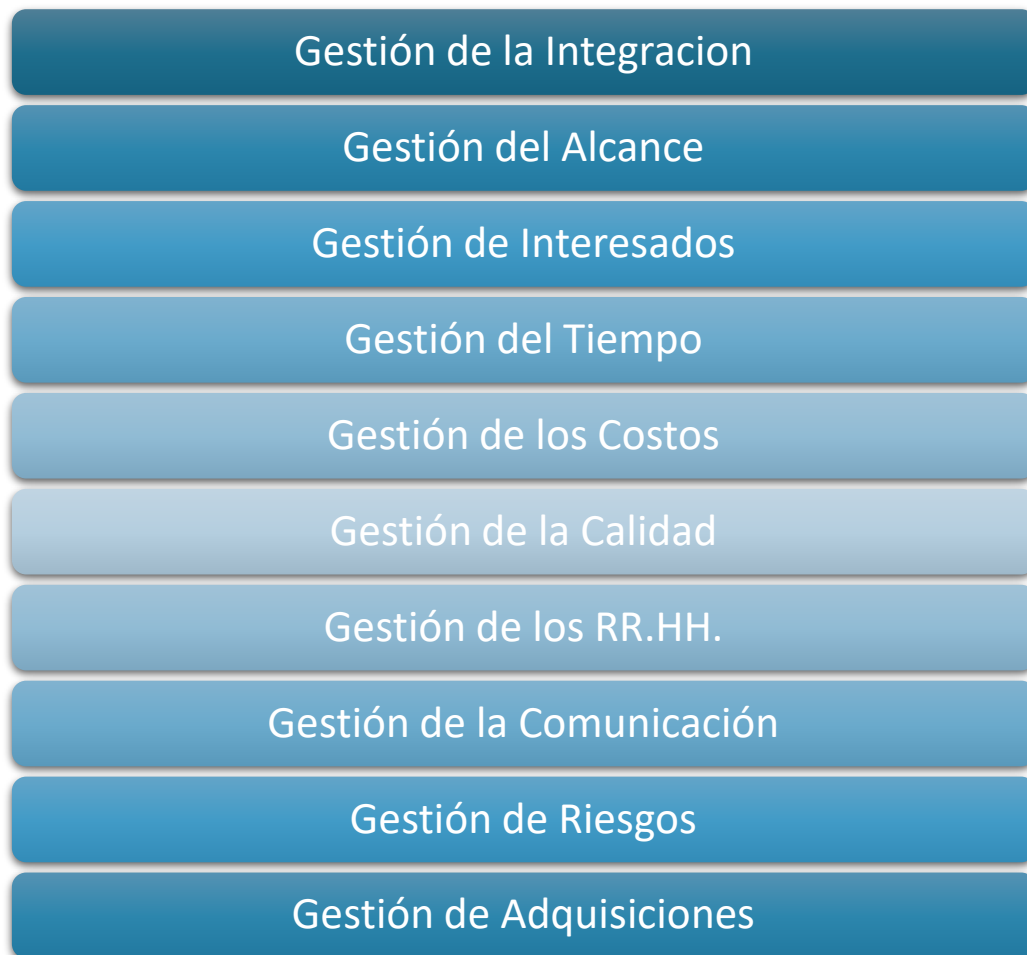 Gestión de la Integracion
Gestión del Alcance
Gestión de Interesados
Gestión del Tiempo
Gestión de los Costos
Gestión de la Calidad
Gestión de los RR.HH.
Gestión de la Comunicación
Gestión de Riesgos
Gestión de Adquisiciones